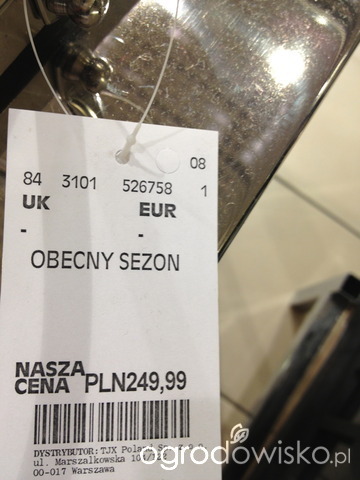 08
84 3101 526758 1
UK EUR
- -
OBECNY SEZON
NASZA
CENA PLN249,99
DYSTRYBUTOR: TJX Poland
ul. Marszalkowska
00-017 Warszawa
ogrodowisko.pl